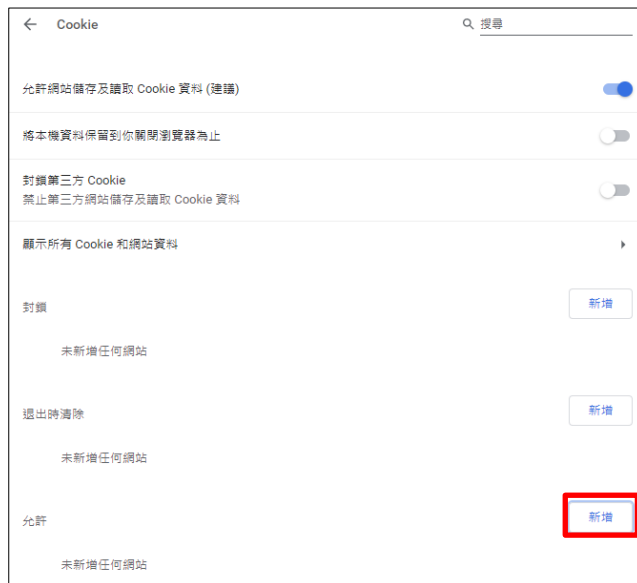 Cookie
搜尋
允許網站儲存及讀取 Cookie 資料 (建議)
將本機資料保留到你關閉瀏覽器為止
封鎖第三方 Cookie
禁止第三方網站儲存及讀取 Cookie 資料
顯示所有 Cookie 和網站資料
封鎖
新增
未新增任何網站
退出時清除
新增
未新增任何網站
允許
新增
未新增任何網站